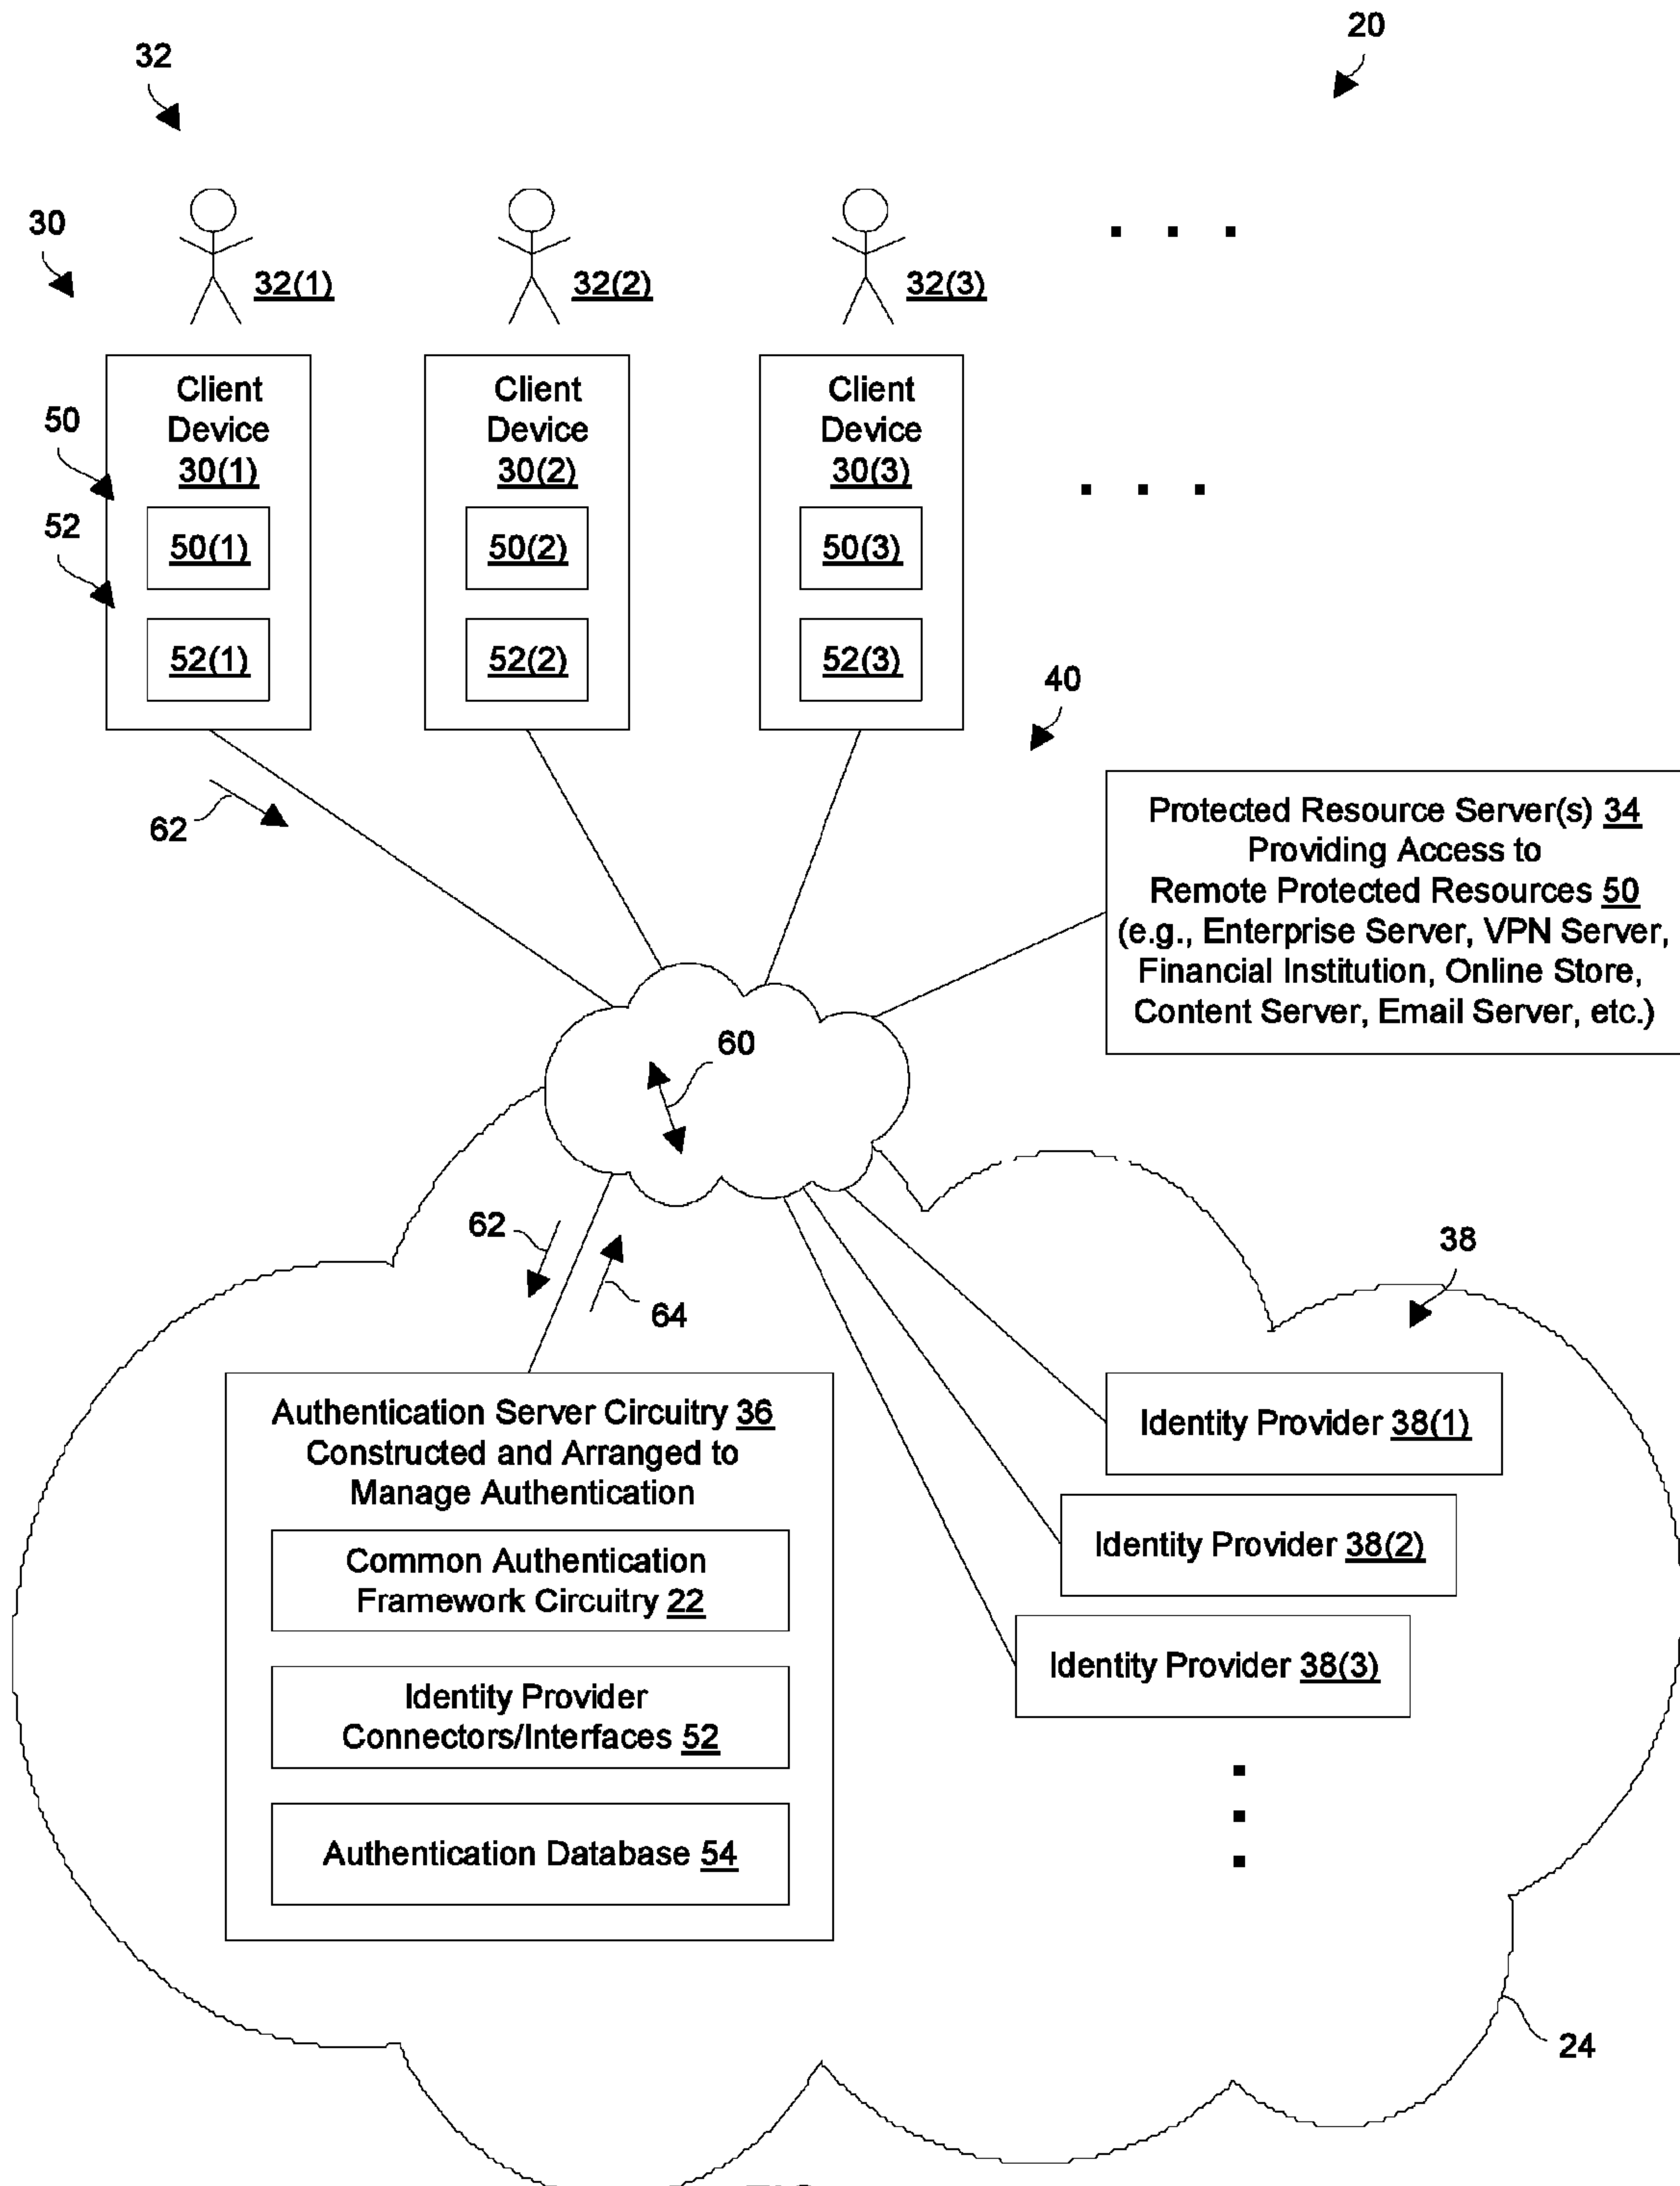 20
32
30
32(1)
32(2)
32(3)
Client
Device
30(1)
Client
Device
30(2)
Client
Device
30(3)
50
50(1)
50(2)
50(3)
52
52(1)
52(2)
52(3)
40
62
Protected Resource Server(s) 34
Providing Access to
Remote Protected Resources 50
(e.g., Enterprise Server, VPN Server,
Financial Institution, Online Store,
Content Server, Email Server, etc.)
60
62
64
38
Authentication Server Circuitry 36
Constructed and Arranged to
Manage Authentication
Common Authentication
Framework Circuitry 22
Identity Provider
Connectors/Interfaces 52
Authentication Database 54
Identity Provider 38(1)
Identity Provider 38(2)
Identity Provider 38(3)
24